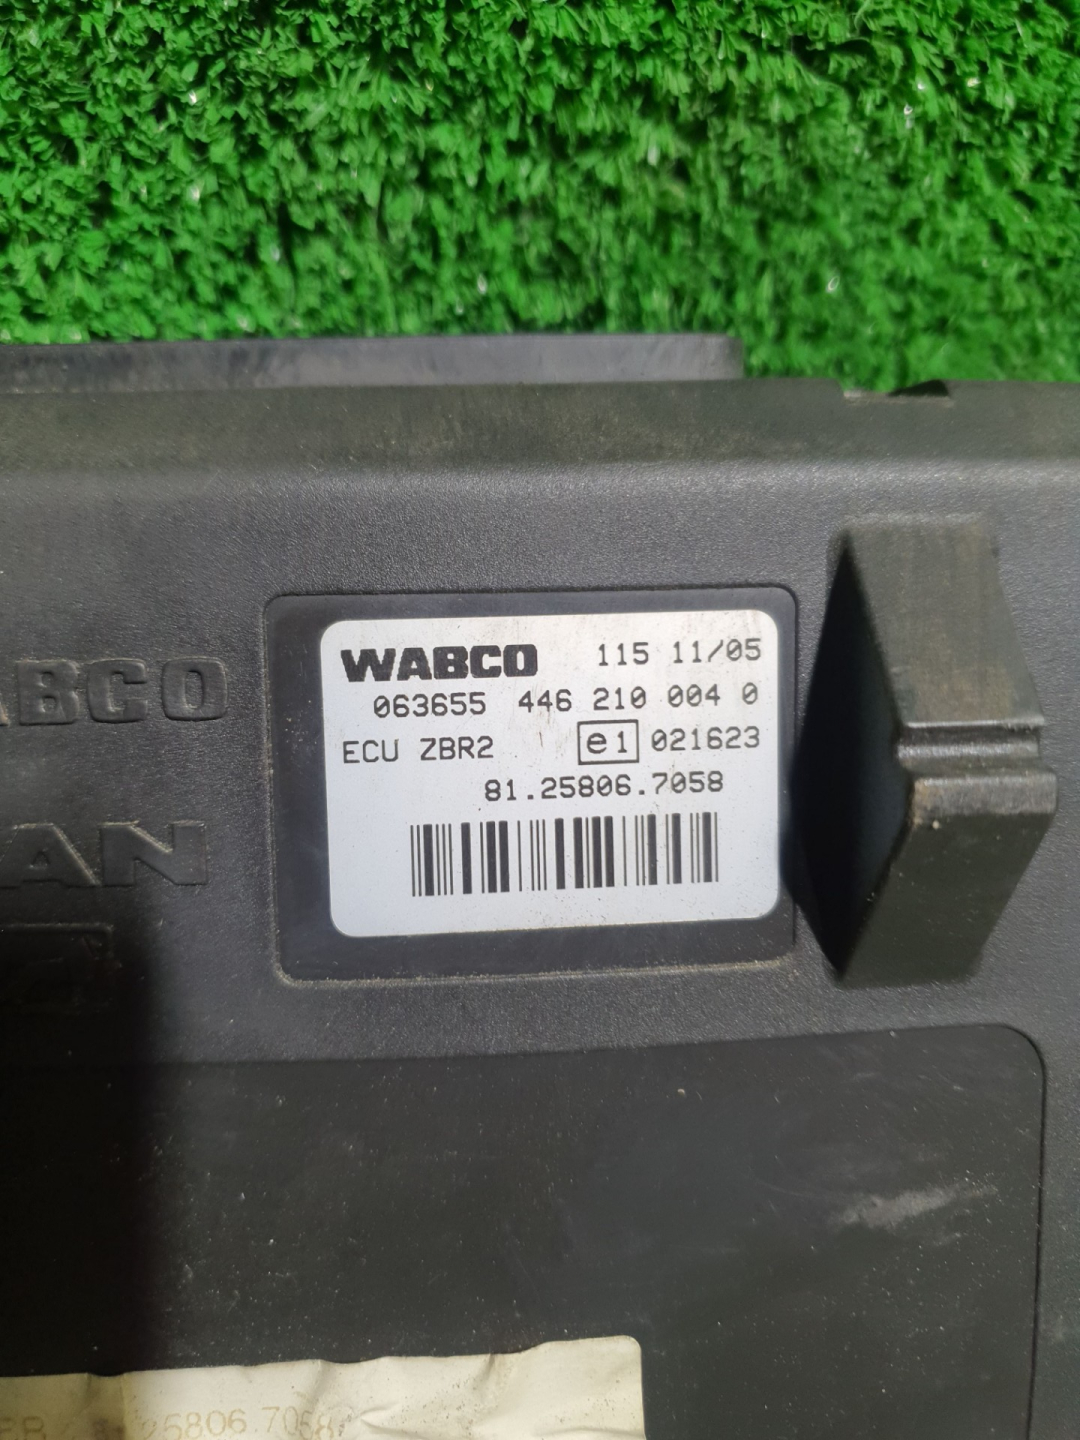 WABCO 115 11/05
063655 446 210 004 0
ECU ZBR2 e1 021623
81.25806.7058
ABCO
AN
25806.7058